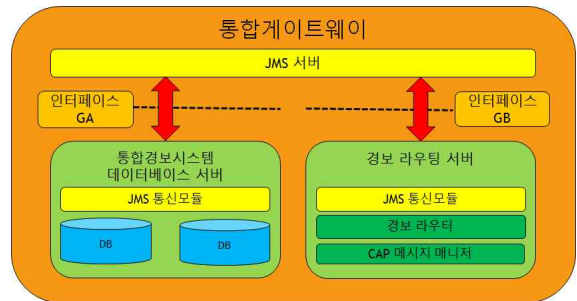 통합게이트웨이
JMS 서버
인터페이스
GA
인터페이스
GB
통합경보시스템
데이터베이스 서버
JMS 통신모듈
DB
DB
경보 라우팅 서버
JMS 통신모듈
경보 라우터
CAP 메시지 매니저